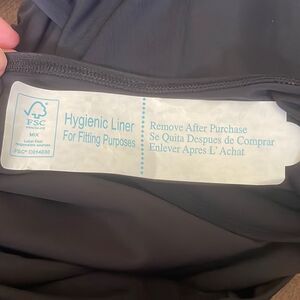 FSC
MIX
Hygienic Liner
For Fitting Purposes
Remove After Purchase
Se Quita Despues de Comprar
Enlever Apres L' Achat